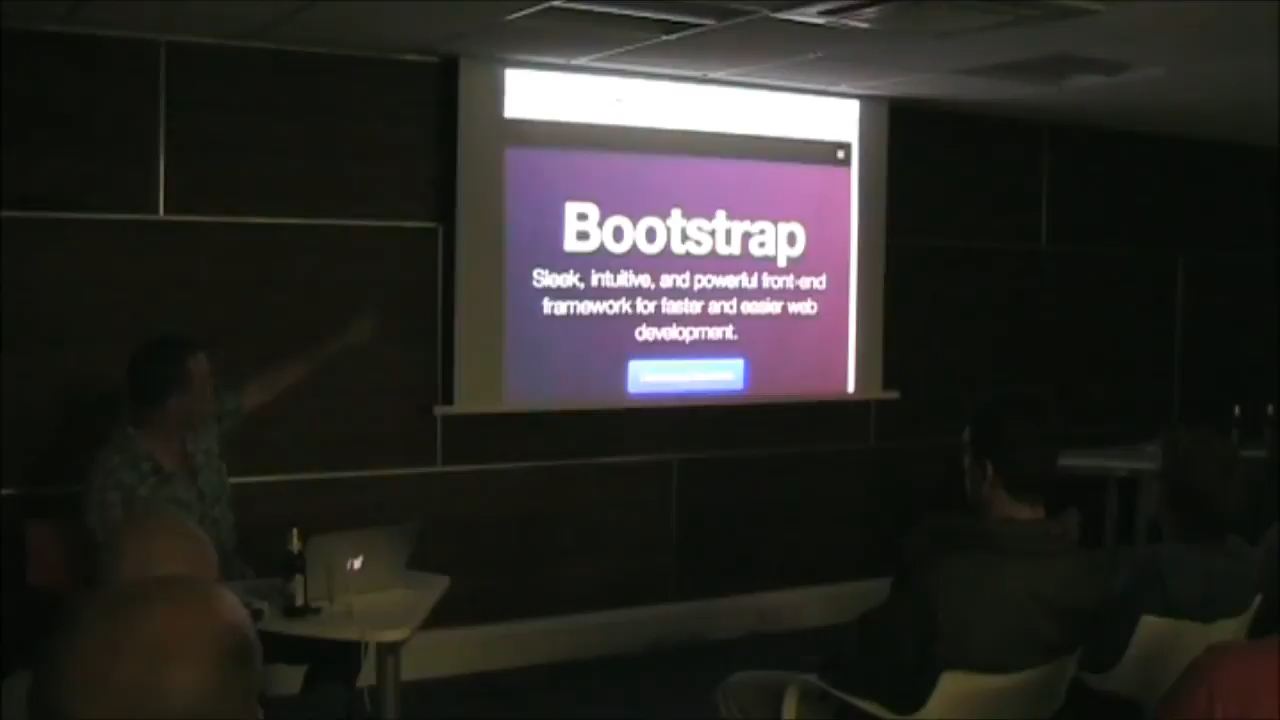 Bootstrap
Sleek, intuitive, and powerful front-end
framework for faster and easier web
development.